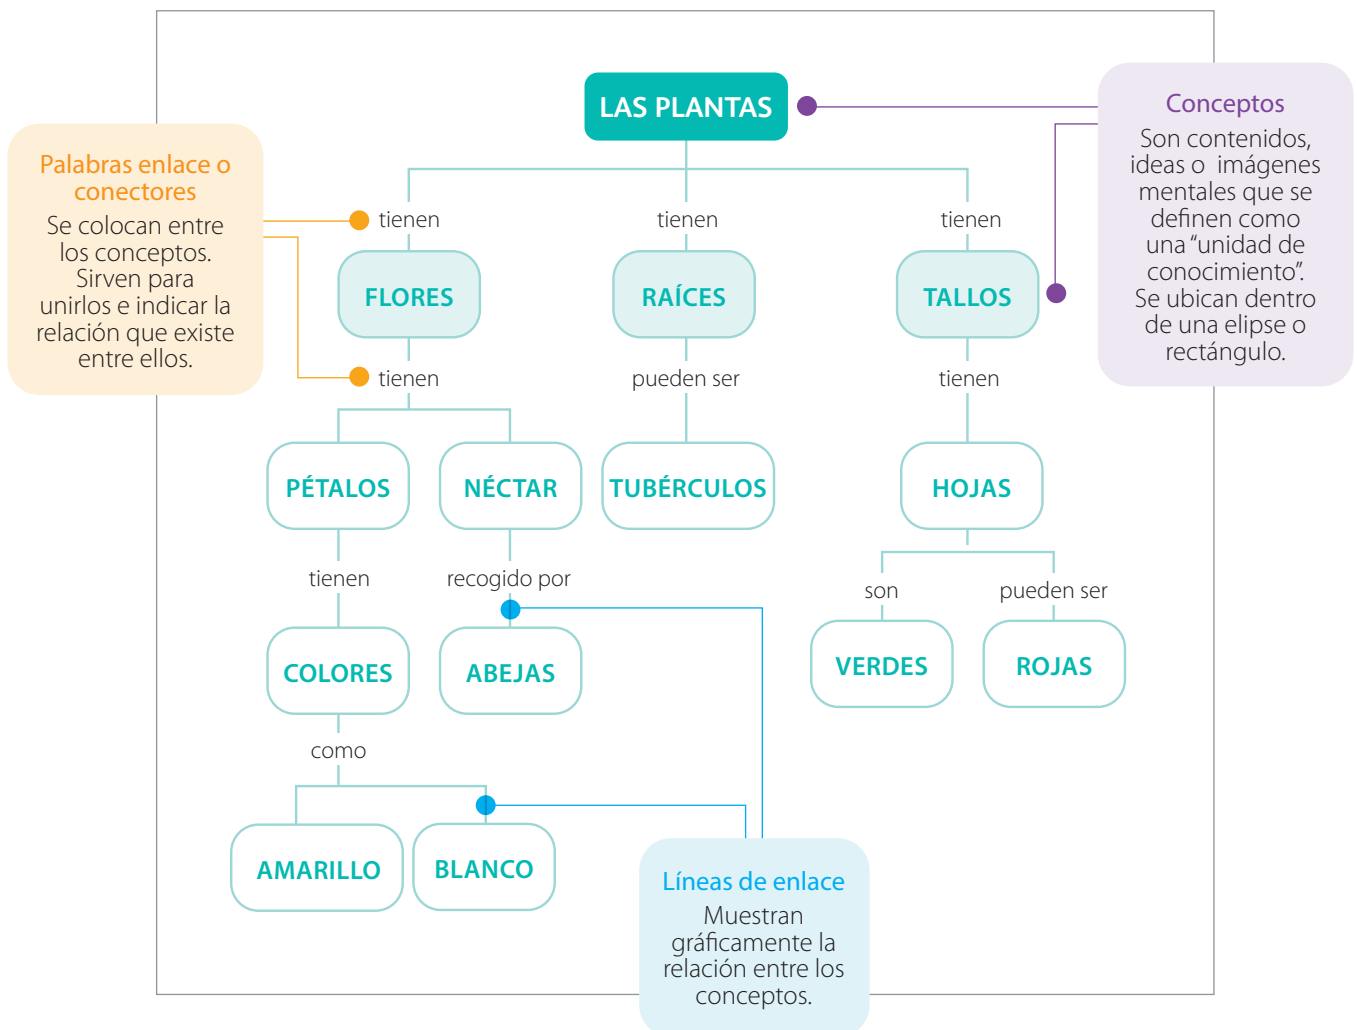 LAS PLANTAS
Palabras enlace o
conectores
Se colocan entre
los conceptos.
Sirven para
unirlos e indicar la
relación que existe
entre ellos.
Conceptos
Son contenidos,
ideas o imágenes
mentales que se
definen como
una “unidad de
conocimiento”.
Se ubican dentro
de una elipse o
rectángulo.
tienen
tienen
tienen
FLORES
RAÍCES
TALLOS
tienen
pueden ser
tienen
PÉTALOS
NÉCTAR
TUBÉRCULOS
HOJAS
tienen
recogido por
son
pueden ser
COLORES
ABEJAS
VERDES
ROJAS
como
AMARILLO
BLANCO
Líneas de enlace
Muestran
gráficamente la
relación entre los
conceptos.